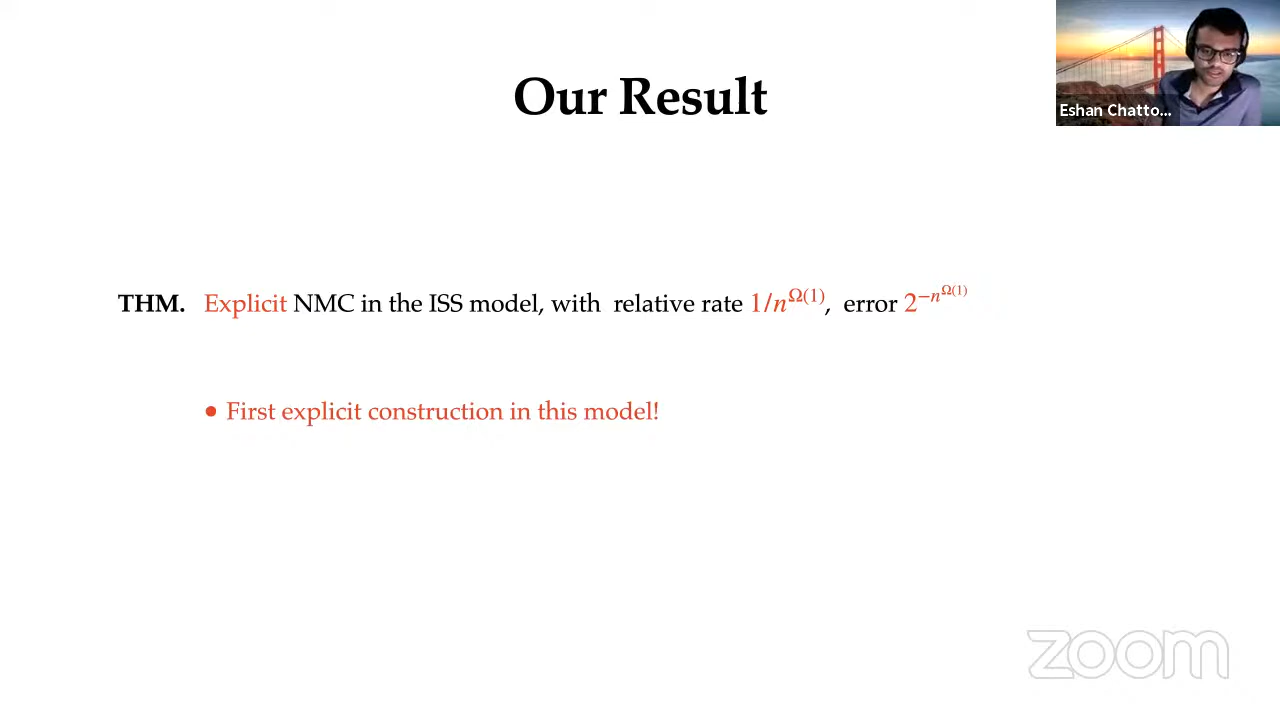 Our Result
Eshan Chatto...
THM. Explicit NMC in the ISS model, with relative rate 1/n^{Ω(1)}, error 2^{−n^{Ω(1)}}
• First explicit construction in this model!
zoom